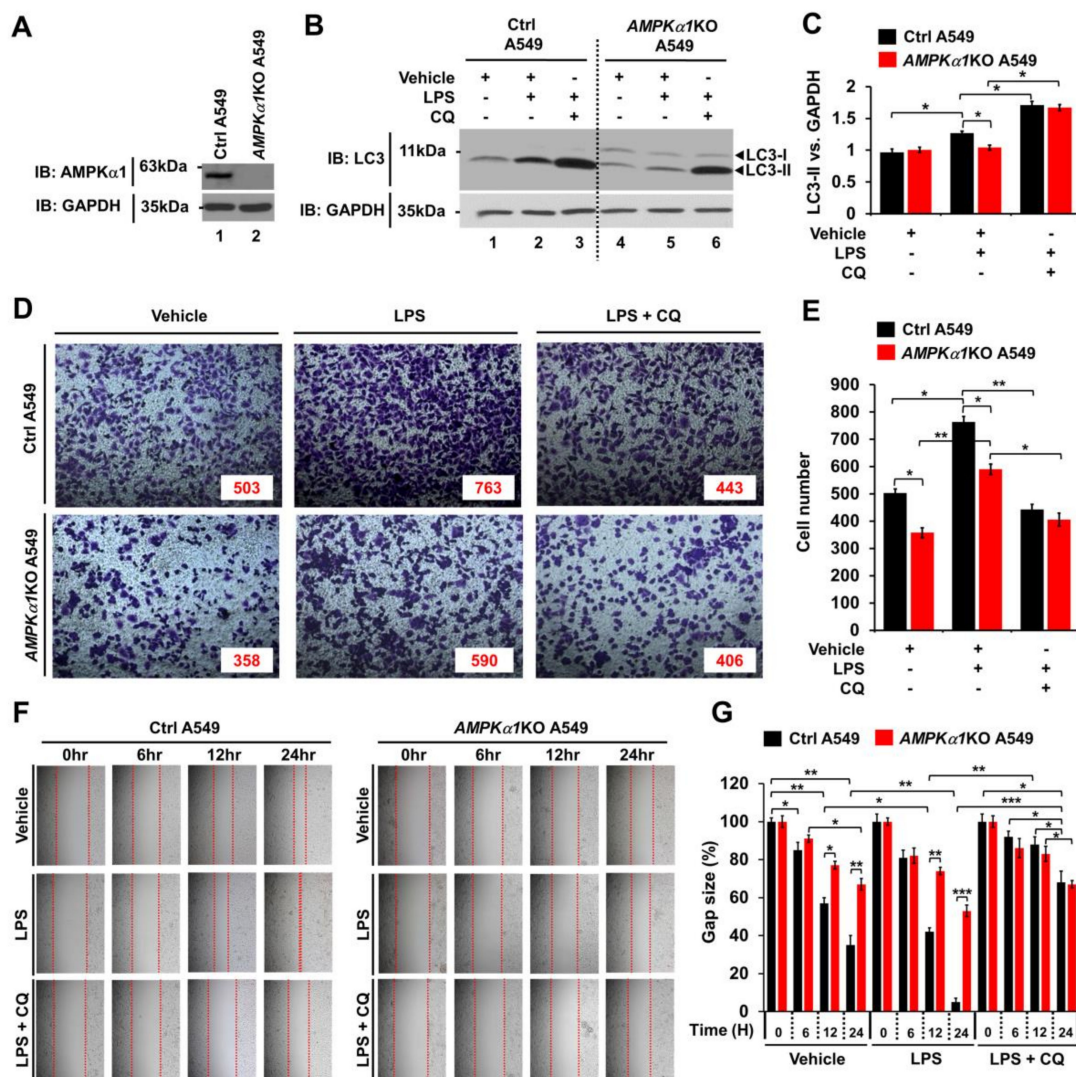 A
Ctrl A549
AMPKα1KO A549
IB: AMPKα1
63kDa
IB: GAPDH
35kDa
1 2
B
Ctrl
A549
AMPKα1KO
A549
Vehicle + + - + + -
LPS - + + - + +
CQ - - + - - +
IB: LC3
11kDa
LC3-I
LC3-II
IB: GAPDH
35kDa
1 2 3 4 5 6
C
Ctrl A549
AMPKα1KO A549
LC3-II vs. GAPDH
2
1.5
1
0.5
0
* * * *
Vehicle + + -
LPS - + +
CQ - - +
D
Vehicle LPS LPS + CQ
Ctrl A549
503 763 443
AMPKα1KO A549
358 590 406
E
Ctrl A549
AMPKα1KO A549
Cell number
900
800
700
600
500
400
300
200
100
0
* ** * ** * *
Vehicle + + -
LPS - + +
CQ - - +
F
Ctrl A549 AMPKα1KO A549
0hr 6hr 12hr 24hr 0hr 6hr 12hr 24hr
Vehicle
LPS
LPS + CQ
Vehicle
LPS
LPS + CQ
G
Ctrl A549 AMPKα1KO A549
Gap size (%)
120
100
80
60
40
20
0
** ** **
** * *
* * ***
* * * *
* ** ** ***
Time (H) 0 6 12 24 0 6 12 24 0 6 12 24
Vehicle LPS LPS + CQ